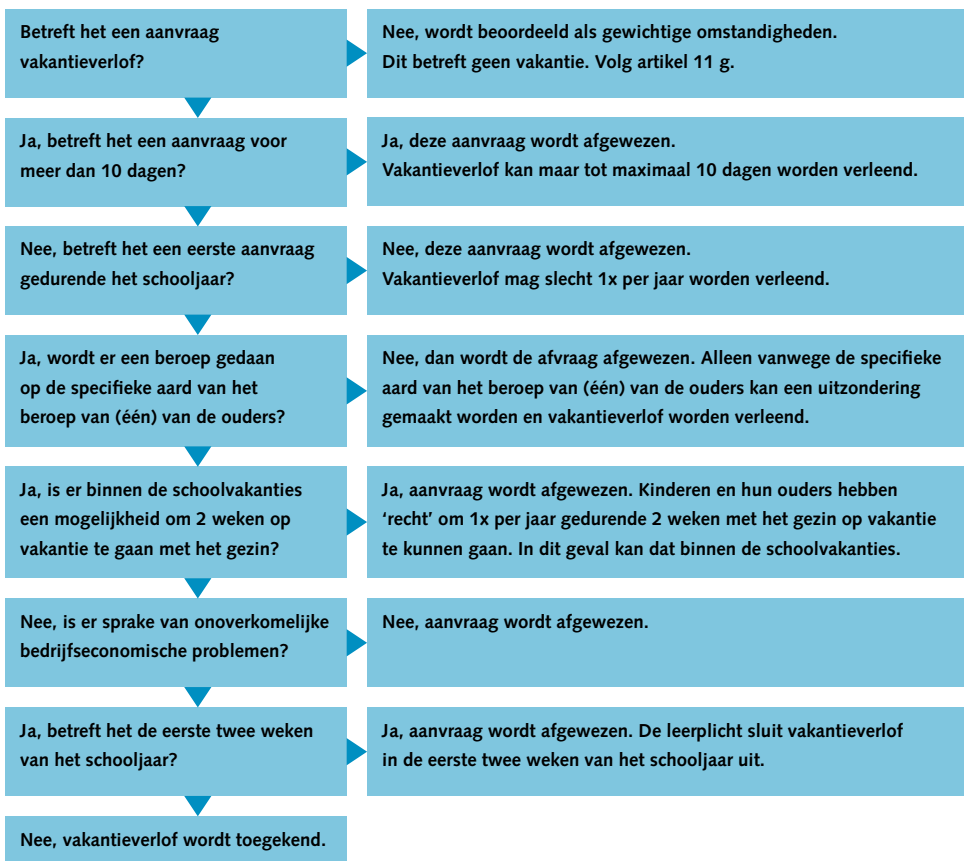 Betreft het een aanvraag
vakantieverlof?
Nee, wordt beoordeeld als gewichtige omstandigheden.
Dit betreft geen vakantie. Volg artikel 11 g.
Ja, betreft het een aanvraag voor
meer dan 10 dagen?
Ja, deze aanvraag wordt afgewezen.
Vakantieverlof kan maar tot maximaal 10 dagen worden verleend.
Nee, betreft het een eerste aanvraag
gedurende het schooljaar?
Nee, deze aanvraag wordt afgewezen.
Vakantieverlof mag slecht 1x per jaar worden verleend.
Ja, wordt er een beroep gedaan
op de specifieke aard van het
beroep van (één) van de ouders?
Nee, dan wordt de afvraag afgewezen. Alleen vanwege de specifieke
aard van het beroep van (één) van de ouders kan een uitzondering
gemaakt worden en vakantieverlof worden verleend.
Ja, is er binnen de schoolvakanties
een mogelijkheid om 2 weken op
vakantie te gaan met het gezin?
Ja, aanvraag wordt afgewezen. Kinderen en hun ouders hebben
‘recht’ om 1x per jaar gedurende 2 weken met het gezin op vakantie
te kunnen gaan. In dit geval kan dat binnen de schoolvakanties.
Nee, is er sprake van onoverkomelijke
bedrijfseconomische problemen?
Nee, aanvraag wordt afgewezen.
Ja, betreft het de eerste twee weken
van het schooljaar?
Ja, aanvraag wordt afgewezen. De leerplicht sluit vakantieverlof
in de eerste twee weken van het schooljaar uit.
Nee, vakantieverlof wordt toegekend.